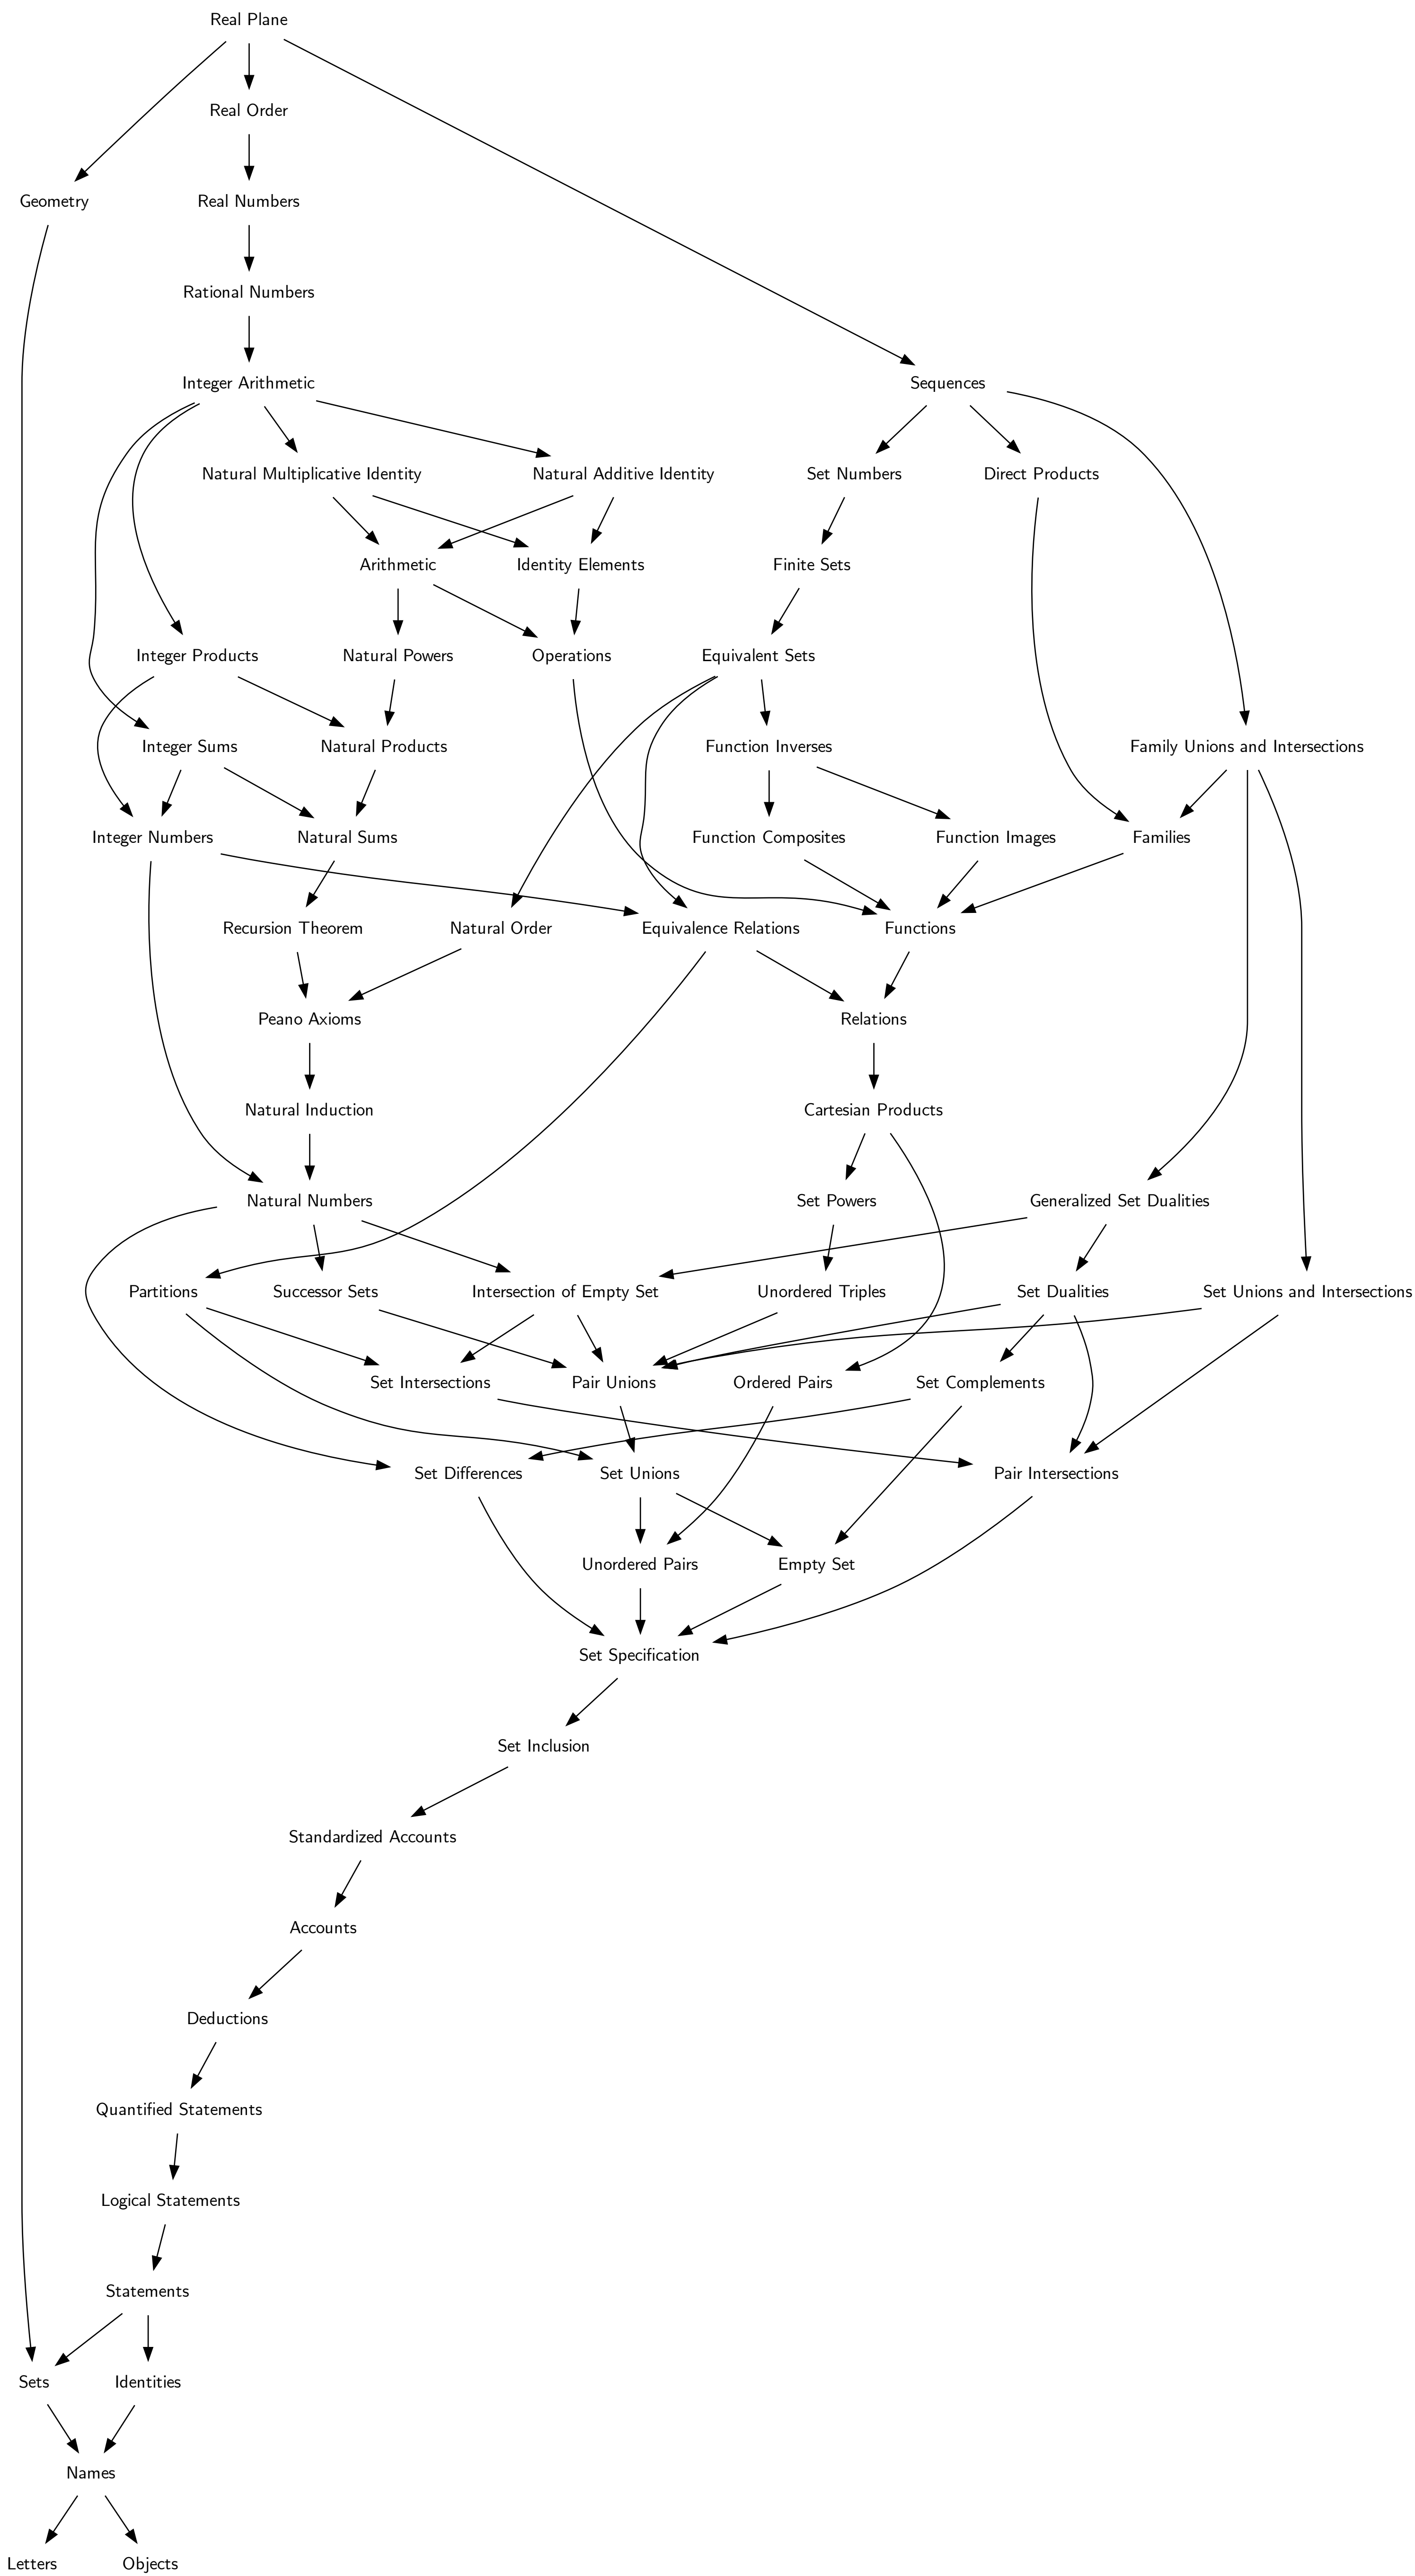 Real Plane
Real Order
Geometry
Real Numbers
Rational Numbers
Integer Arithmetic
Sequences
Natural Multiplicative Identity
Natural Additive Identity
Set Numbers
Direct Products
Arithmetic
Identity Elements
Finite Sets
Integer Products
Natural Powers
Operations
Equivalent Sets
Integer Sums
Natural Products
Function Inverses
Family Unions and Intersections
Integer Numbers
Natural Sums
Function Composites
Function Images
Families
Recursion Theorem
Natural Order
Equivalence Relations
Functions
Peano Axioms
Relations
Natural Induction
Cartesian Products
Natural Numbers
Set Powers
Generalized Set Dualities
Partitions
Successor Sets
Intersection of Empty Set
Unordered Triples
Set Dualities
Set Unions and Intersections
Set Intersections
Pair Unions
Ordered Pairs
Set Complements
Set Differences
Set Unions
Pair Intersections
Unordered Pairs
Empty Set
Set Specification
Set Inclusion
Standardized Accounts
Accounts
Deductions
Quantified Statements
Logical Statements
Statements
Sets
Identities
Names
Letters
Objects